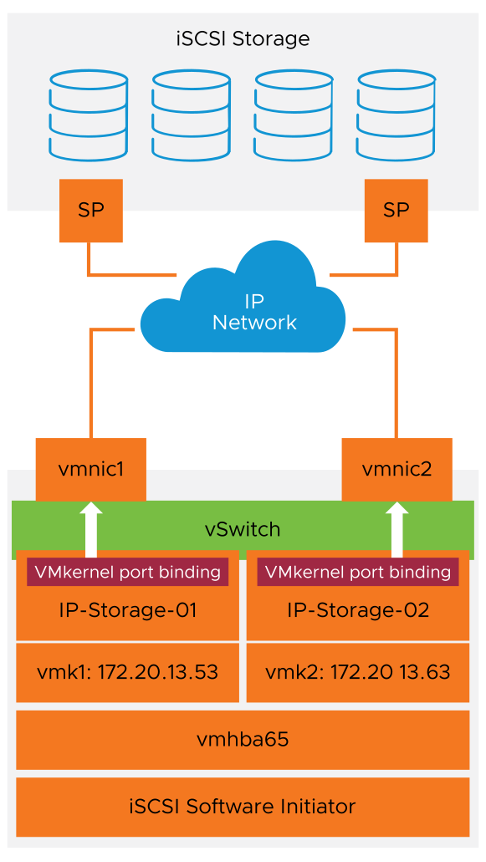 iSCSI Storage
SP
SP
IP
Network
vmnic1
vmnic2
vSwitch
VMkernel port binding
VMkernel port binding
IP-Storage-01
IP-Storage-02
vmk1: 172.20.13.53
vmk2: 172.20 13.63
vmhba65
iSCSI Software Initiator